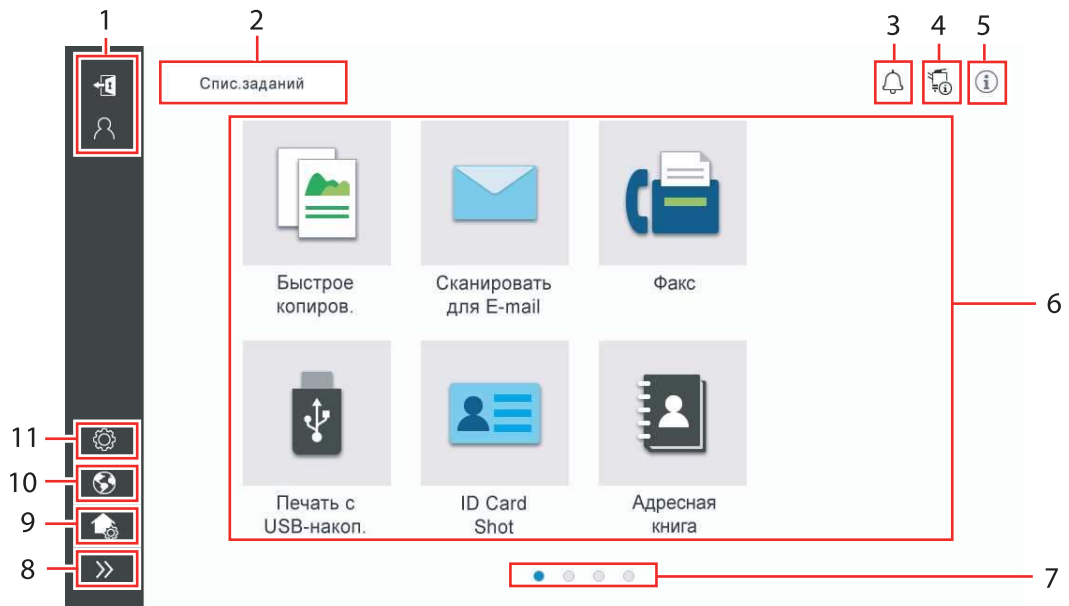 1
2
3
4
5
Спис.заданий
Быстрое
копиров.
Сканировать
для E-mail
Факс
6
Печать с
USB-накоп.
ID Card
Shot
Адресная
книга
11
10
9
8
7